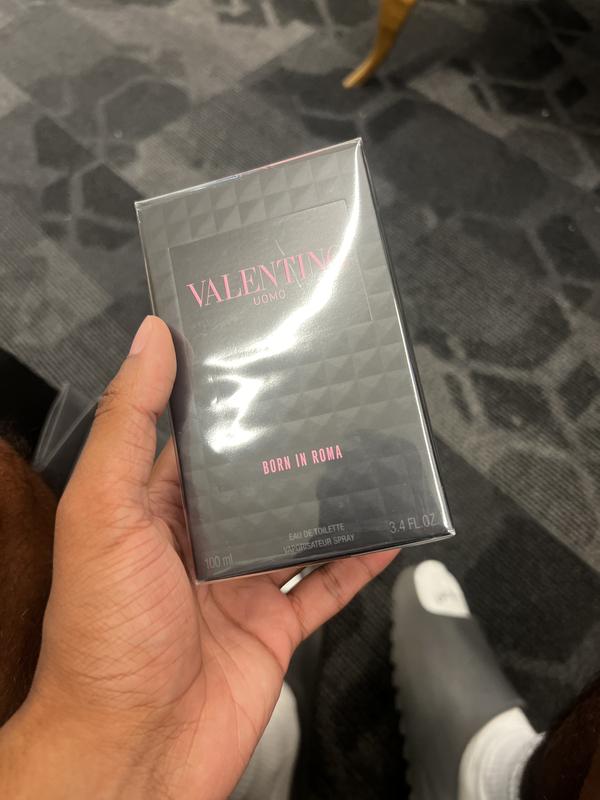 VALENTINO
UOMO
BORN IN ROMA
EAU DE TOILETTE
VAPORISATEUR SPRAY
100 ml
3.4 FL.OZ.